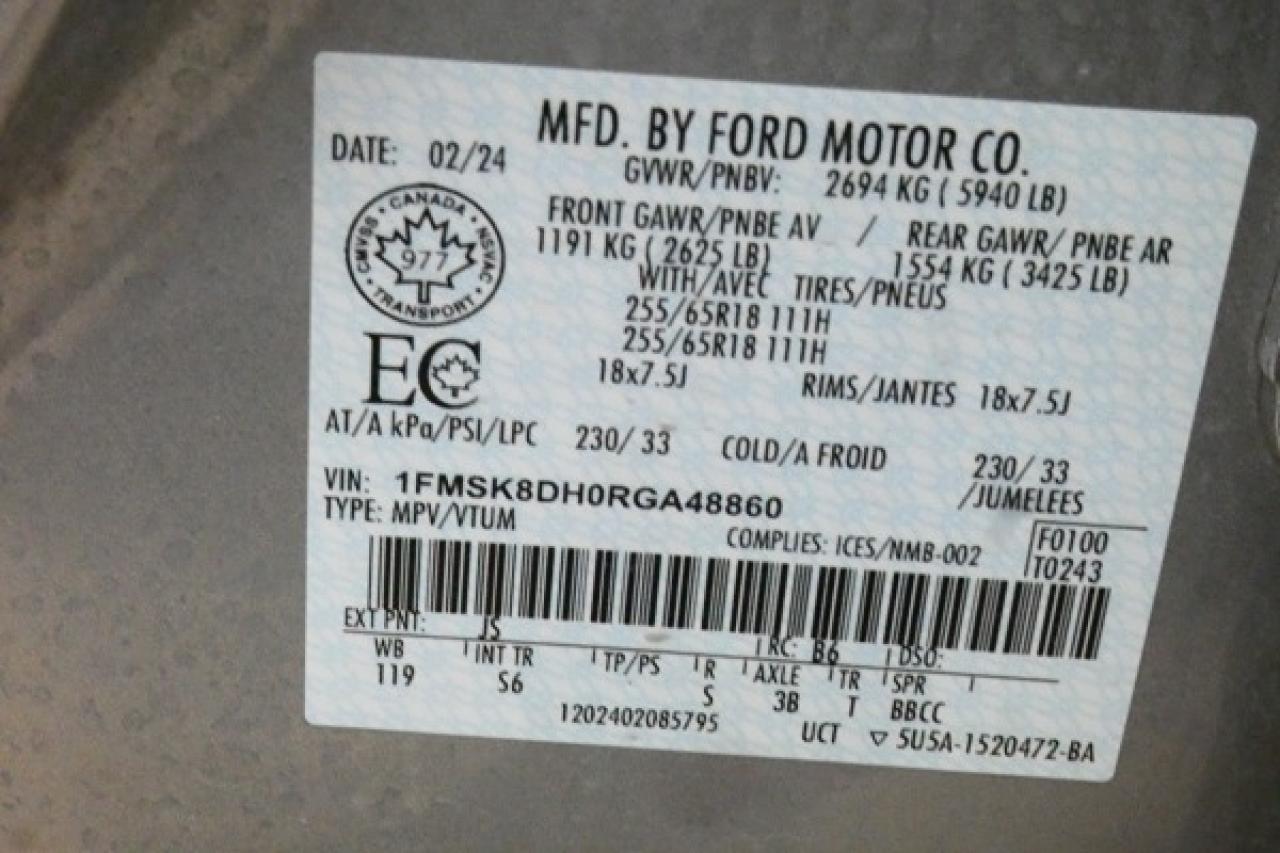 MFD. BY FORD MOTOR CO.
DATE: 02/24
GVWR/PNBV: 2694 KG ( 5940 LB)
FRONT GAWR/PNBE AV / REAR GAWR/ PNBE AR
1191 KG ( 2625 LB) 1554 KG ( 3425 LB)
WITH/AVEC TIRES/PNEUS
255/65R18 111H
255/65R18 111H
18x7.5J RIMS/JANTES 18x7.5J
CANADA
CMVSS NSVAC
977
TRANSPORT
EC
AT/A kPa/PSI/LPC 230/ 33 COLD/A FROID 230/ 33
/JUMELEES
VIN: 1FMSK8DH0RGA48860
TYPE: MPV/VTUM
COMPLIES: ICES/NMB-002
F0100
T0243
EXT PNT: JS RC: B6 DSO:
WB INT TR TP/PS R AXLE TR SPR
119 S6 S 3B T BBCC
1202402085795 UCT ▽ 5U5A-1520472-BA